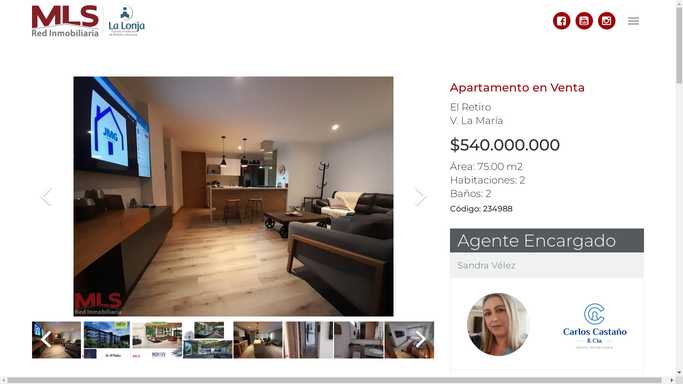 MLS
Red Inmobiliaria
La Lonja
Apartamento en Venta
El Retiro
V. La María
$540.000.000
Área: 75.00 m2
Habitaciones: 2
Baños: 2
Código: 234988
JMG
MLS
Red Inmobiliaria
Agente Encargado
Sandra Vélez
Carlos Castaño
& Cía.